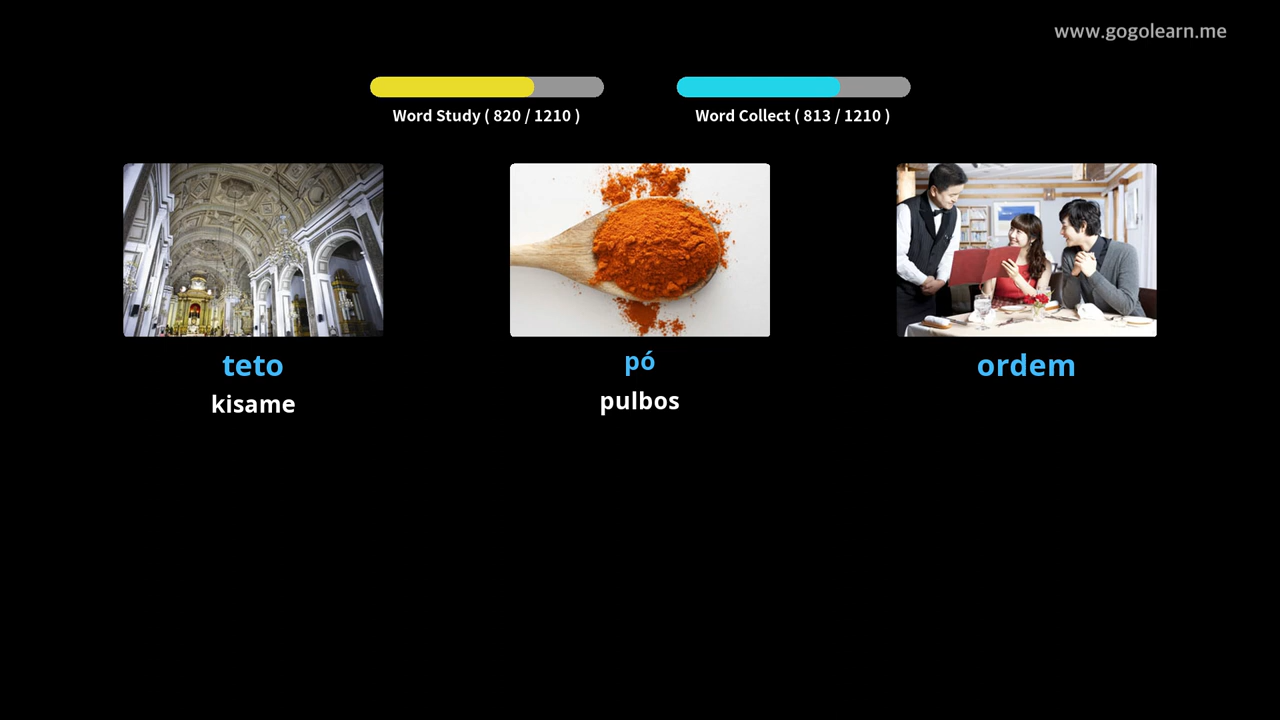 www.gogolearn.me
Word Study ( 820 / 1210 )
Word Collect ( 813 / 1210 )
teto
kisame
pó
pulbos
ordem